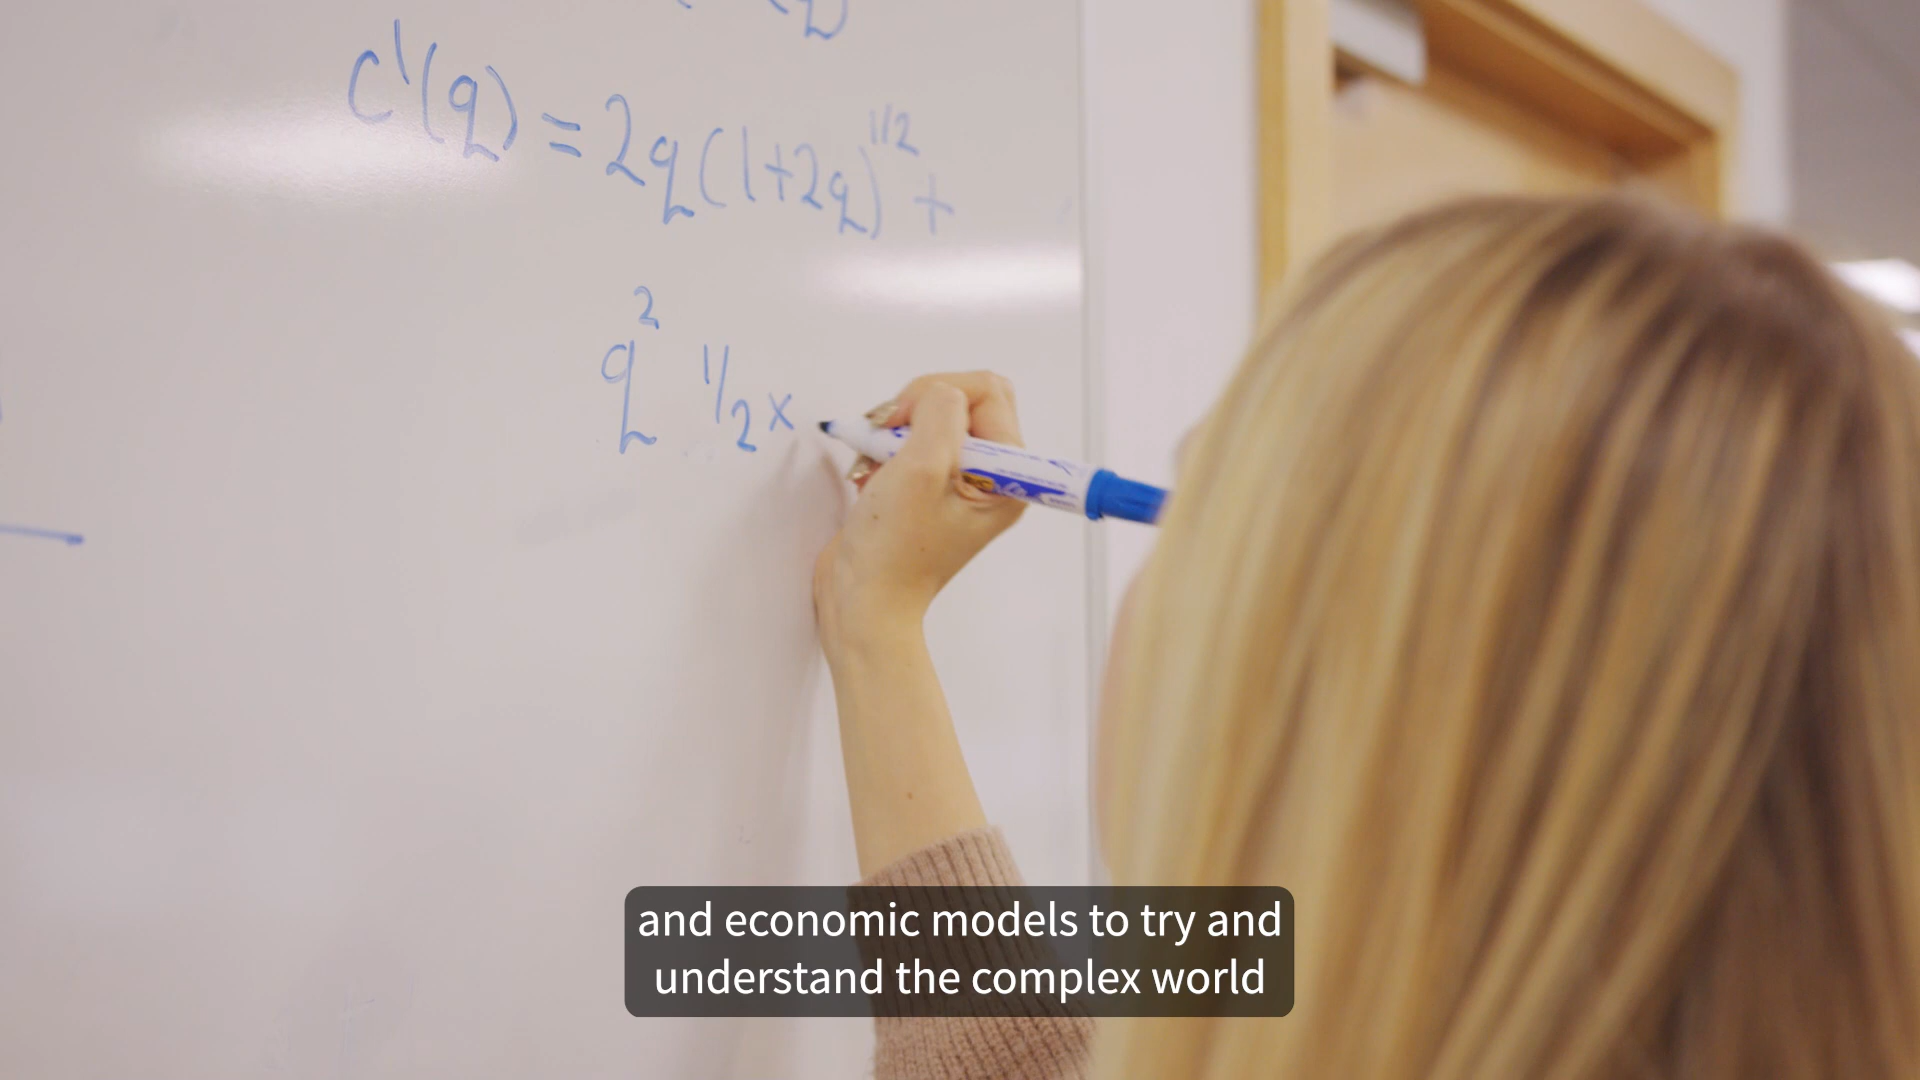 c'(q) = 2q(1+2q)^1/2 +
q^2 1/2 x
and economic models to try and
understand the complex world